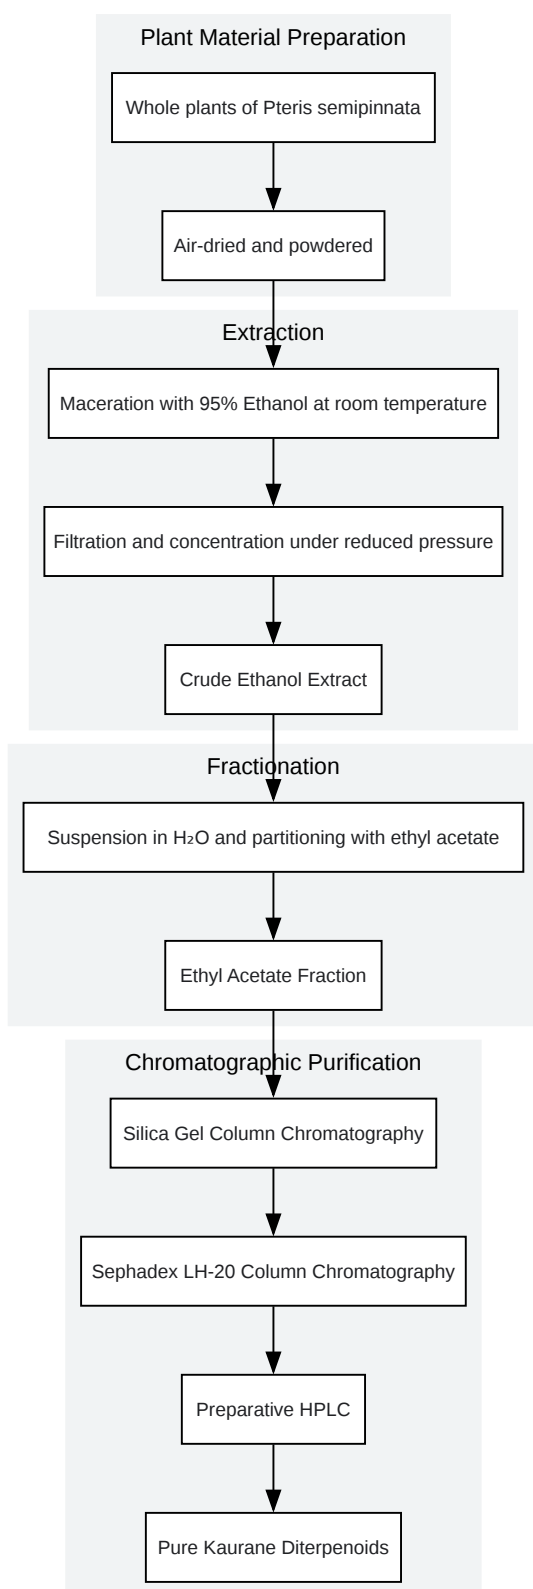 Plant Material Preparation
Whole plants of Pteris semipinnata
Air-dried and powdered
Extraction
Maceration with 95% Ethanol at room temperature
Filtration and concentration under reduced pressure
Crude Ethanol Extract
Fractionation
Suspension in H₂O and partitioning with ethyl acetate
Ethyl Acetate Fraction
Chromatographic Purification
Silica Gel Column Chromatography
Sephadex LH-20 Column Chromatography
Preparative HPLC
Pure Kaurane Diterpenoids